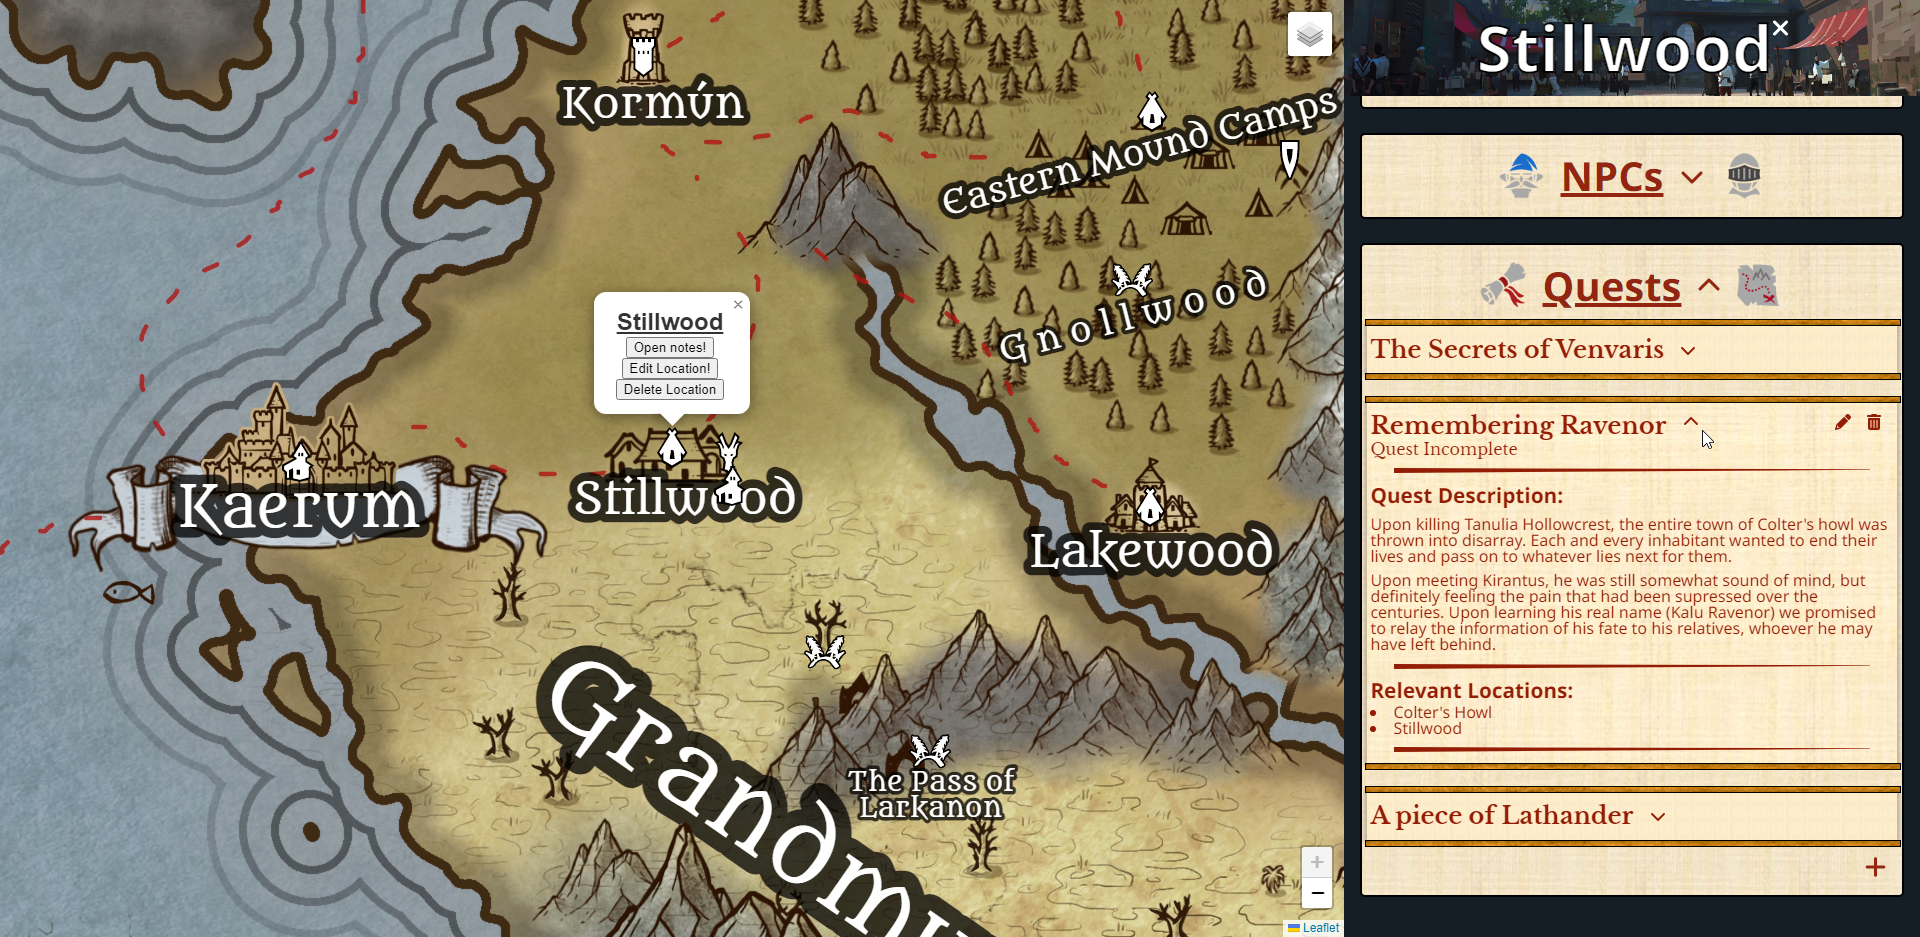 Kormún
Eastern Mound Camps
Gnollwood
Stillwood
×
Open notes!
Edit Location!
Delete Location
Kaerum
Stillwood
Lakewood
The Pass of
Larkanon
+
−
Leaflet
Stillwood
×
NPCs
Quests
The Secrets of Venvaris
Remembering Ravenor
Quest Incomplete
Quest Description:
Upon killing Tanulia Hollowcrest, the entire town of Colter's howl was
thrown into disarray. Each and every inhabitant wanted to end their
lives and pass on to whatever lies next for them.
Upon meeting Kirantus, he was still somewhat sound of mind, but
definitely feeling the pain that had been supressed over the
centuries. Upon learning his real name (Kalu Ravenor) we promised
to relay the information of his fate to his relatives, whoever he may
have left behind.
Relevant Locations:
• Colter's Howl
• Stillwood
A piece of Lathander
+